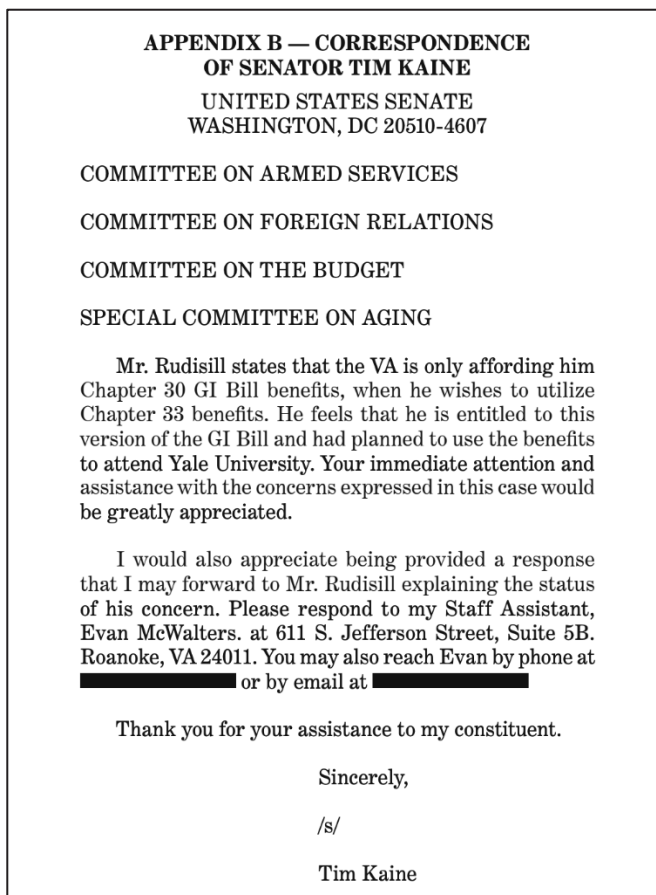 APPENDIX B — CORRESPONDENCE
OF SENATOR TIM KAINE
UNITED STATES SENATE
WASHINGTON, DC 20510-4607
COMMITTEE ON ARMED SERVICES
COMMITTEE ON FOREIGN RELATIONS
COMMITTEE ON THE BUDGET
SPECIAL COMMITTEE ON AGING
Mr. Rudisill states that the VA is only affording him
Chapter 30 GI Bill benefits, when he wishes to utilize
Chapter 33 benefits. He feels that he is entitled to this
version of the GI Bill and had planned to use the benefits
to attend Yale University. Your immediate attention and
assistance with the concerns expressed in this case would
be greatly appreciated.
I would also appreciate being provided a response
that I may forward to Mr. Rudisill explaining the status
of his concern. Please respond to my Staff Assistant,
Evan McWalters. at 611 S. Jefferson Street, Suite 5B.
Roanoke, VA 24011. You may also reach Evan by phone at
or by email at
Thank you for your assistance to my constituent.
Sincerely,
/s/
Tim Kaine